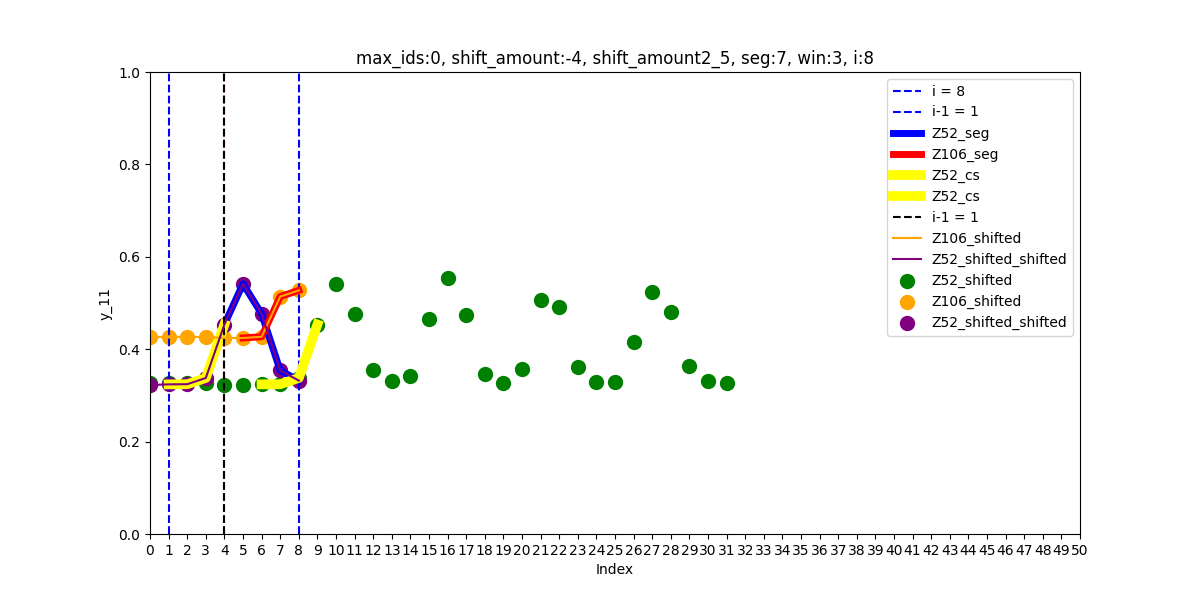 max_ids:0, shift_amount:-4, shift_amount2_5, seg:7, win:3, i:8
1.0
0.8
0.6
0.4
0.2
0.0
y_11
i = 8
i-1 = 1
Z52_seg
Z106_seg
Z52_cs
Z52_cs
i-1 = 1
Z106_shifted
Z52_shifted_shifted
Z52_shifted
Z106_shifted
Z52_shifted_shifted
0 1 2 3 4 5 6 7 8 9 10 11 12 13 14 15 16 17 18 19 20 21 22 23 24 25 26 27 28 29 30 31 32 33 34 35 36 37 38 39 40 41 42 43 44 45 46 47 48 49 50
Index